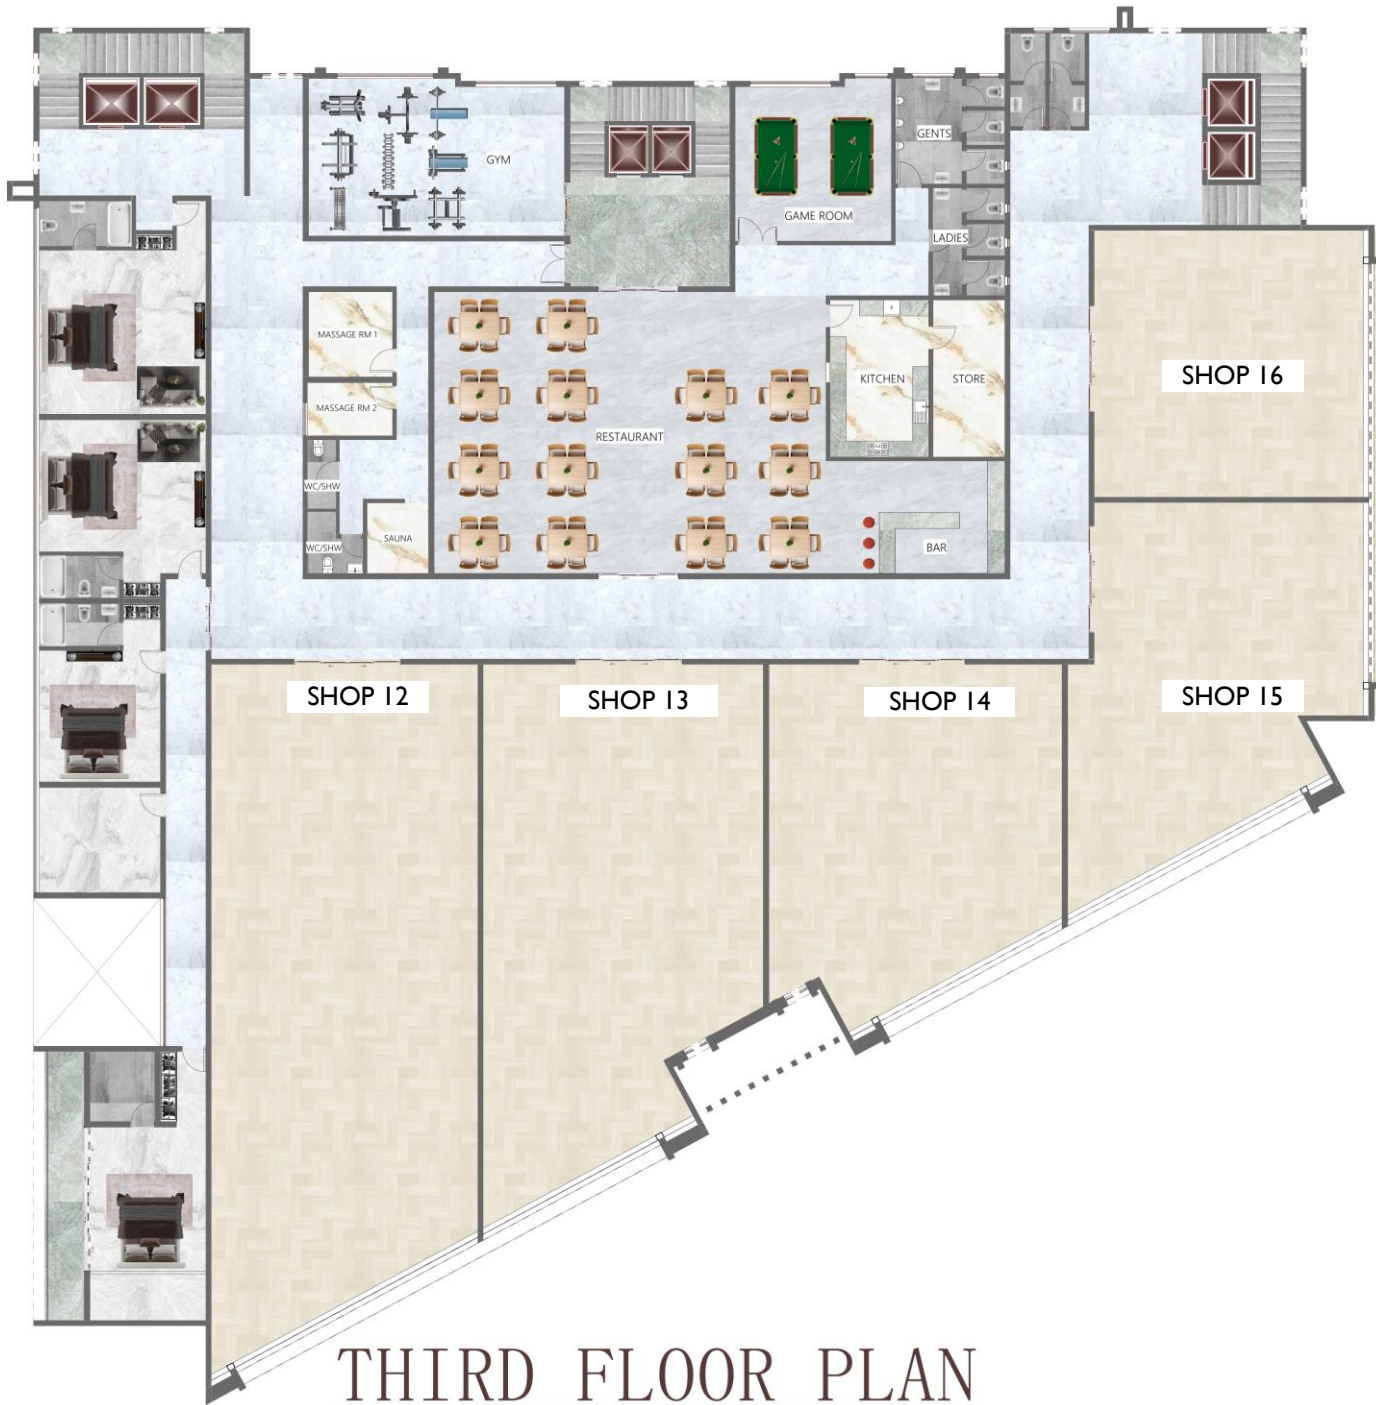 GYM
GENTS
GAME ROOM
LADIES
MASSAGE RM 1
KITCHEN
STORE
SHOP 16
MASSAGE RM 2
RESTAURANT
WC/SHW
SAUNA
WC/SHW
BAR
SHOP 12
SHOP 13
SHOP 14
SHOP 15
THIRD FLOOR PLAN